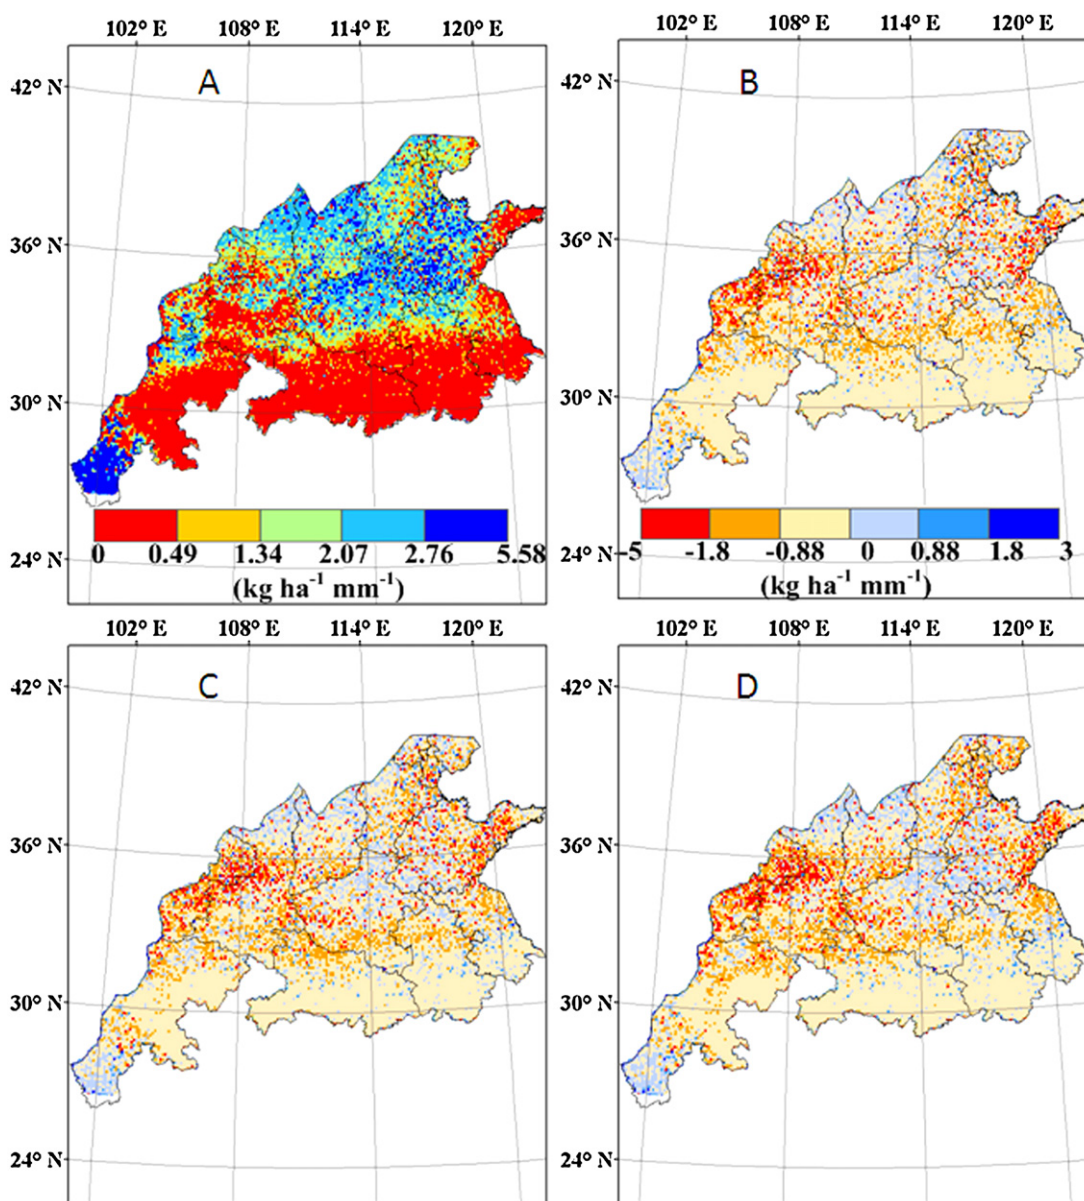 102° E 108° E 114° E 120° E
102° E 108° E 114° E 120° E
A
B
42° N
36° N
30° N
24° N
42° N
36° N
30° N
24° N
0 0.49 1.34 2.07 2.76 5.58
(kg ha⁻¹ mm⁻¹)
−5 -1.8 -0.88 0 0.88 1.8 3
(kg ha⁻¹ mm⁻¹)
102° E 108° E 114° E 120° E
102° E 108° E 114° E 120° E
C
D
42° N
36° N
30° N
24° N
42° N
36° N
30° N
24° N